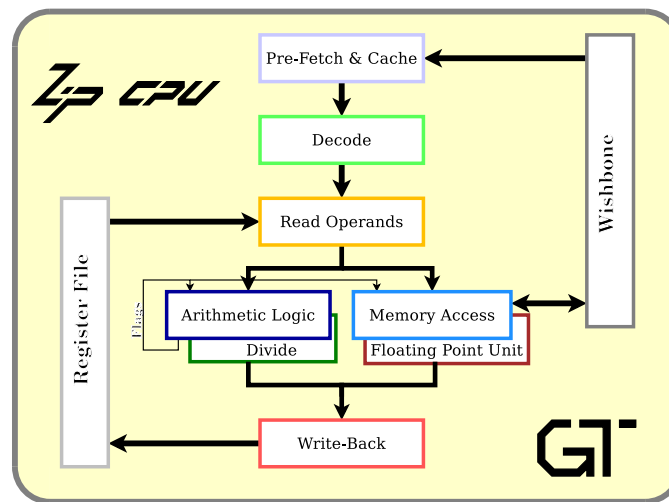 Pre-Fetch & Cache
Zip CPU
Decode
Wishbone
Read Operands
Register File
Flags
Arithmetic Logic
Memory Access
Divide
Floating Point Unit
Write-Back
GT